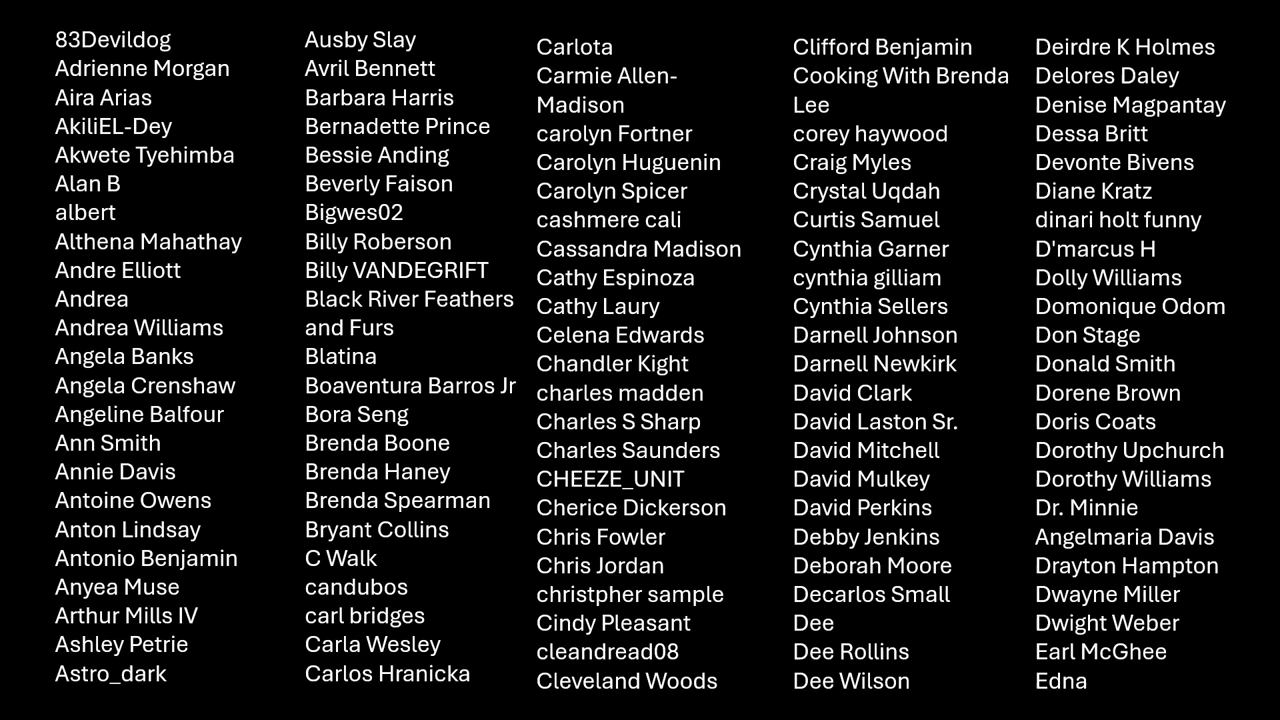 83Devildog
Adrienne Morgan
Aira Arias
AkiliEL-Dey
Akwete Tyehimba
Alan B
albert
Althena Mahathay
Andre Elliott
Andrea
Andrea Williams
Angela Banks
Angela Crenshaw
Angeline Balfour
Ann Smith
Annie Davis
Antoine Owens
Anton Lindsay
Antonio Benjamin
Anyea Muse
Arthur Mills IV
Ashley Petrie
Astro_dark
Ausby Slay
Avril Bennett
Barbara Harris
Bernadette Prince
Bessie Anding
Beverly Faison
Bigwes02
Billy Roberson
Billy VANDEGRIFT
Black River Feathers
and Furs
Blatina
Boaventura Barros Jr
Bora Seng
Brenda Boone
Brenda Haney
Brenda Spearman
Bryant Collins
C Walk
candubos
carl bridges
Carla Wesley
Carlos Hranicka
Carlota
Carmie Allen-
Madison
carolyn Fortner
Carolyn Huguenin
Carolyn Spicer
cashmere cali
Cassandra Madison
Cathy Espinoza
Cathy Laury
Celena Edwards
Chandler Kight
charles madden
Charles S Sharp
Charles Saunders
CHEEZE_UNIT
Cherice Dickerson
Chris Fowler
Chris Jordan
christpher sample
Cindy Pleasant
cleandread08
Cleveland Woods
Clifford Benjamin
Cooking With Brenda
Lee
corey haywood
Craig Myles
Crystal Uqdah
Curtis Samuel
Cynthia Garner
cynthia gilliam
Cynthia Sellers
Darnell Johnson
Darnell Newkirk
David Clark
David Laston Sr.
David Mitchell
David Mulkey
David Perkins
Debby Jenkins
Deborah Moore
Decarlos Small
Dee
Dee Rollins
Dee Wilson
Deirdre K Holmes
Delores Daley
Denise Magpantay
Dessa Britt
Devonte Bivens
Diane Kratz
dinari holt funny
D'marcus H
Dolly Williams
Domonique Odom
Don Stage
Donald Smith
Dorene Brown
Doris Coats
Dorothy Upchurch
Dorothy Williams
Dr. Minnie
Angelmaria Davis
Drayton Hampton
Dwayne Miller
Dwight Weber
Earl McGhee
Edna